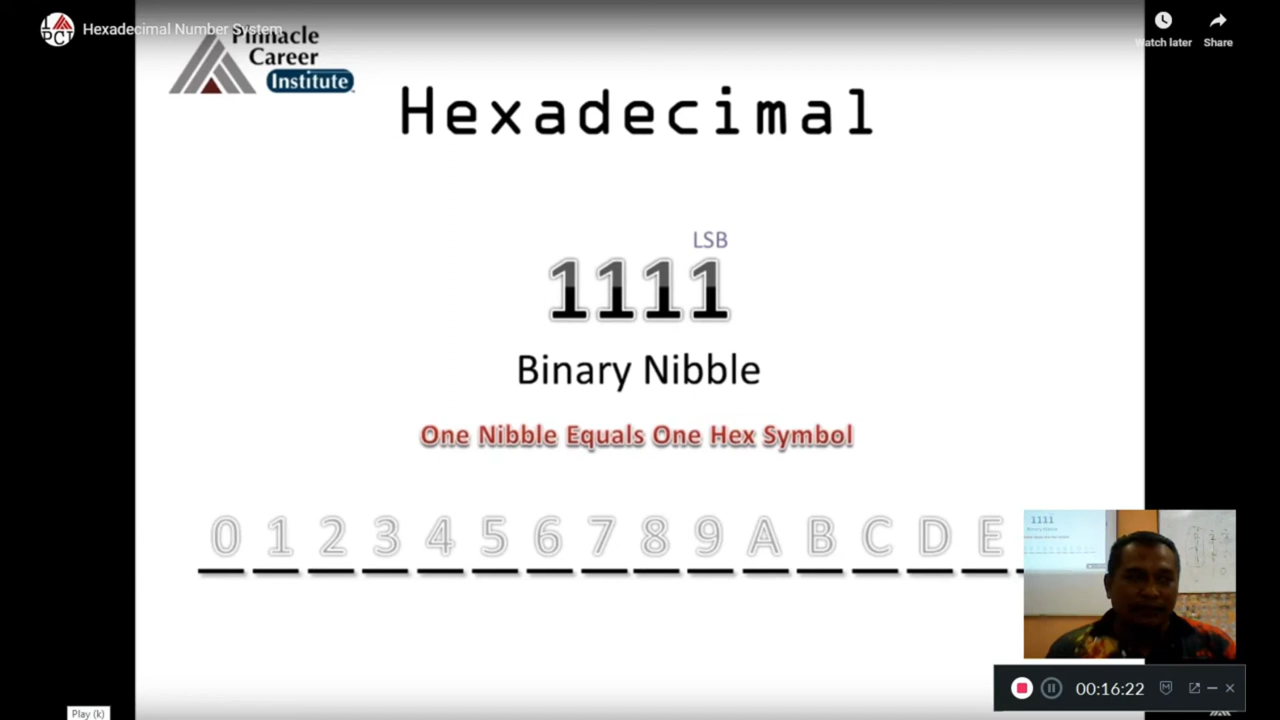 Hexadecimal Number System
Watch later
Share
Pinnacle
Career
Institute
Hexadecimal
LSB
1111
Binary Nibble
One Nibble Equals One Hex Symbol
0 1 2 3 4 5 6 7 8 9 A B C D E
1111
00:16:22
Play (k)